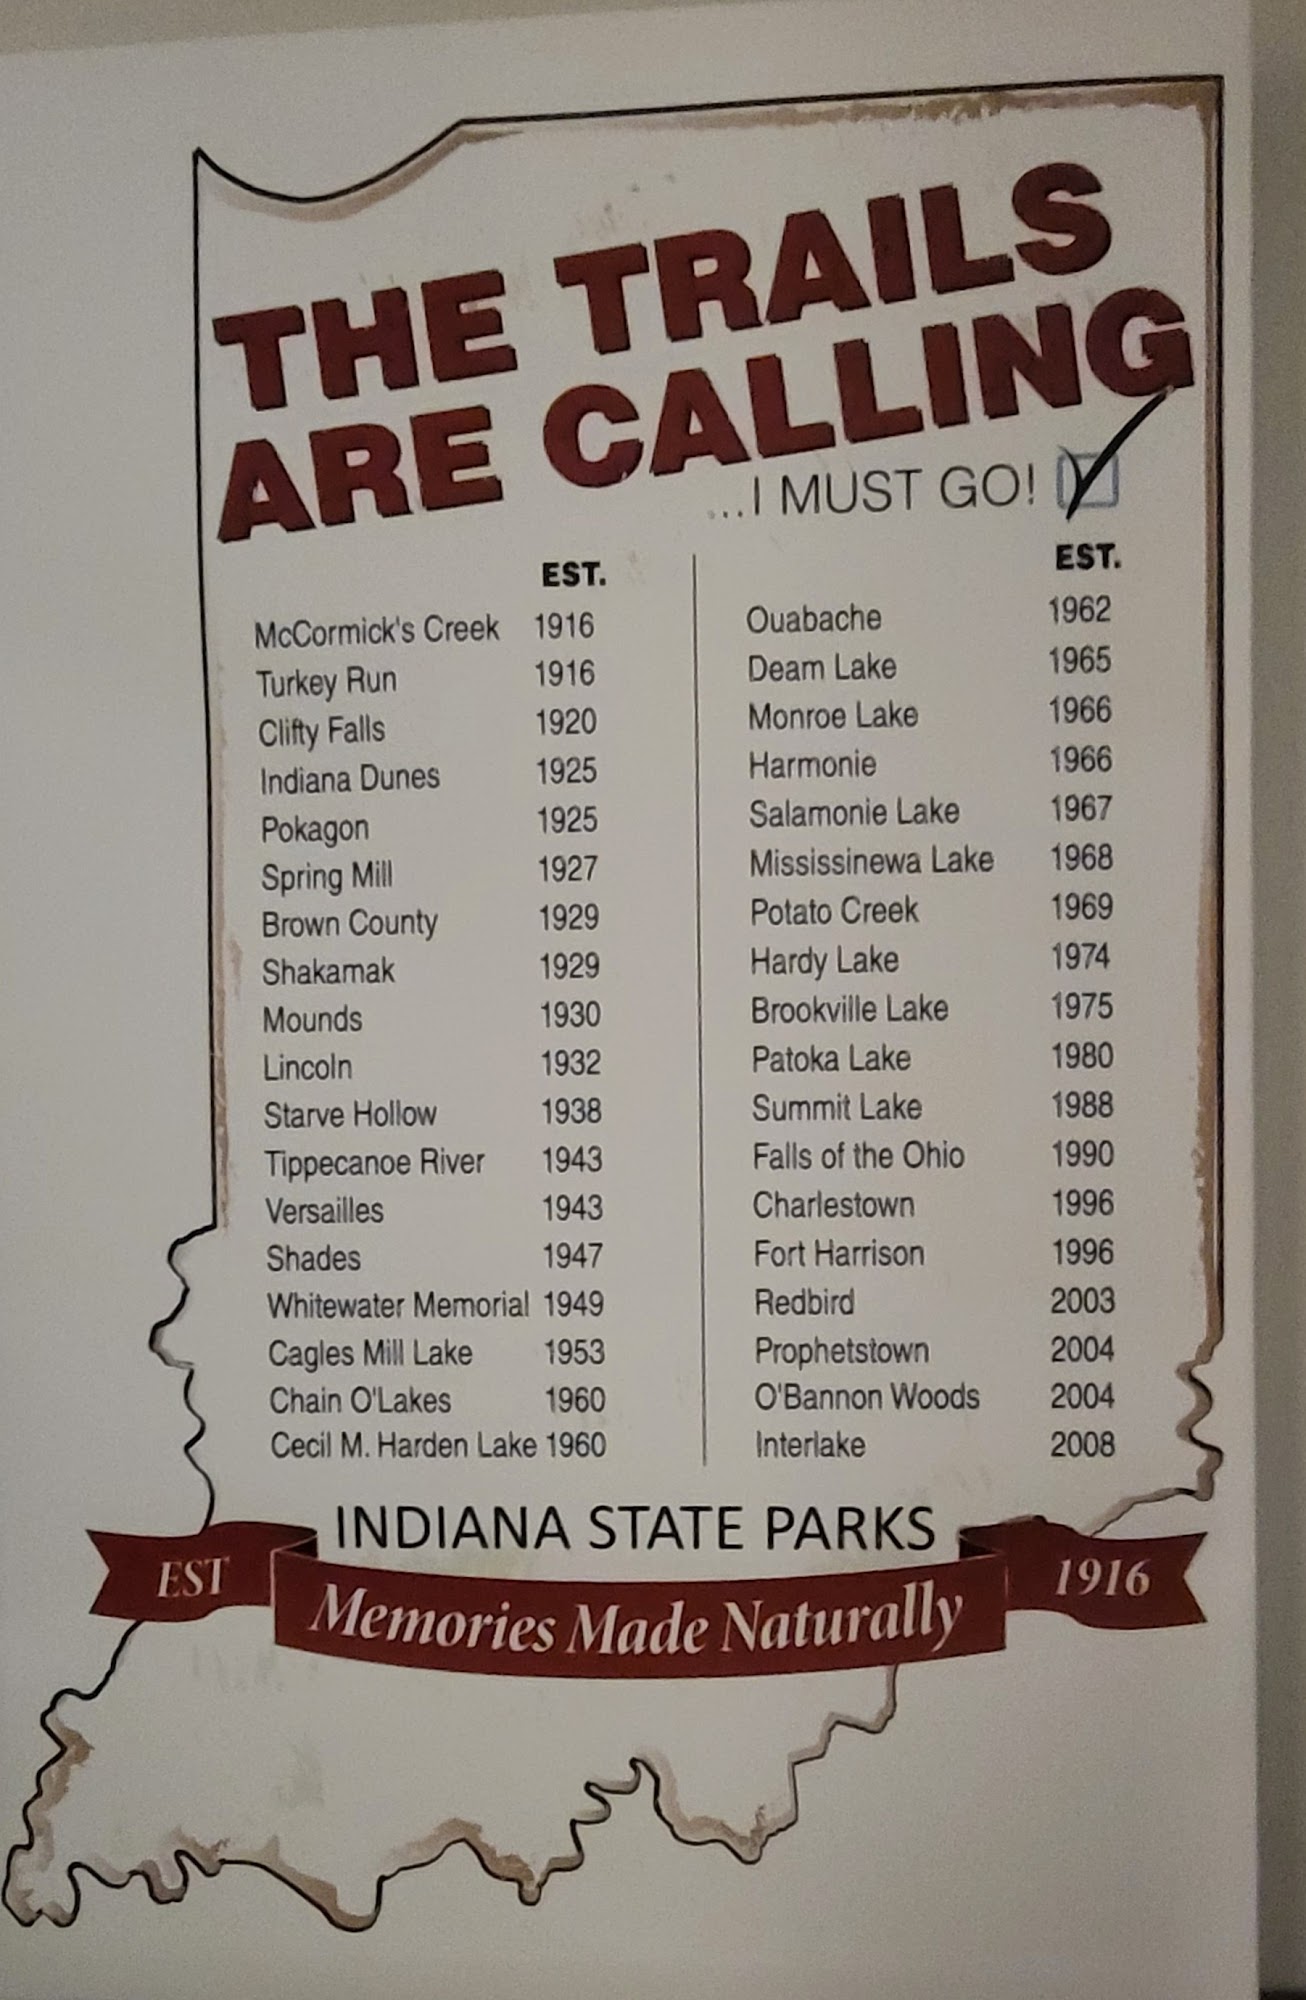 THE TRAILS
ARE CALLING
...I MUST GO!
EST.
McCormick's Creek 1916
Turkey Run 1916
Clifty Falls 1920
Indiana Dunes 1925
Pokagon 1925
Spring Mill 1927
Brown County 1929
Shakamak 1929
Mounds 1930
Lincoln 1932
Starve Hollow 1938
Tippecanoe River 1943
Versailles 1943
Shades 1947
Whitewater Memorial 1949
Cagles Mill Lake 1953
Chain O'Lakes 1960
Cecil M. Harden Lake 1960
EST.
Ouabache 1962
Deam Lake 1965
Monroe Lake 1966
Harmonie 1966
Salamonie Lake 1967
Mississinewa Lake 1968
Potato Creek 1969
Hardy Lake 1974
Brookville Lake 1975
Patoka Lake 1980
Summit Lake 1988
Falls of the Ohio 1990
Charlestown 1996
Fort Harrison 1996
Redbird 2003
Prophetstown 2004
O'Bannon Woods 2004
Interlake 2008
INDIANA STATE PARKS
EST Memories Made Naturally 1916